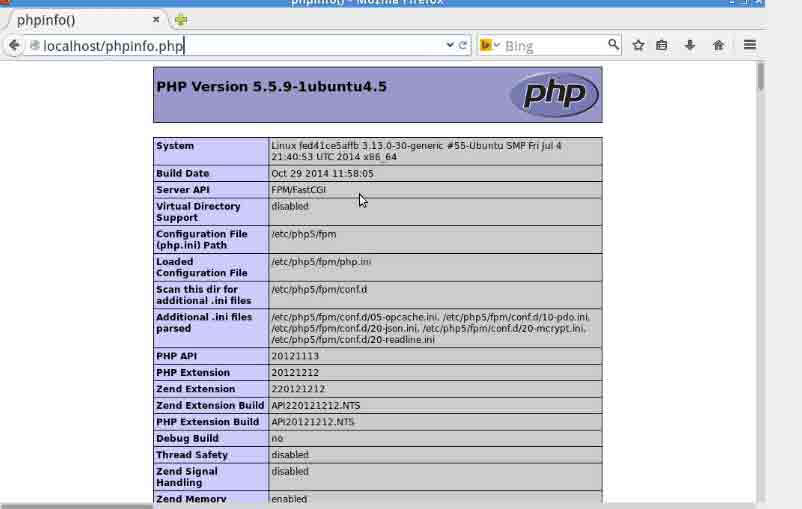 phpinfo() - Mozilla Firefox
phpinfo()
localhost/phpinfo.php
Bing
PHP Version 5.5.9-1ubuntu4.5
php
System
Linux fed41ce5affb 3.13.0-30-generic #55-Ubuntu SMP Fri Jul 4
21:40:53 UTC 2014 x86_64
Build Date
Oct 29 2014 11:58:05
Server API
FPM/FastCGI
Virtual Directory
Support
disabled
Configuration File
(php.ini) Path
/etc/php5/fpm
Loaded
Configuration File
/etc/php5/fpm/php.ini
Scan this dir for
additional .ini files
/etc/php5/fpm/conf.d
Additional .ini files
parsed
/etc/php5/fpm/conf.d/05-opcache.ini, /etc/php5/fpm/conf.d/10-pdo.ini,
/etc/php5/fpm/conf.d/20-json.ini, /etc/php5/fpm/conf.d/20-mcrypt.ini,
/etc/php5/fpm/conf.d/20-readline.ini
PHP API
20121113
PHP Extension
20121212
Zend Extension
220121212
Zend Extension Build
API220121212,NTS
PHP Extension Build
API20121212,NTS
Debug Build
no
Thread Safety
disabled
Zend Signal
Handling
disabled
Zend Memory
enabled